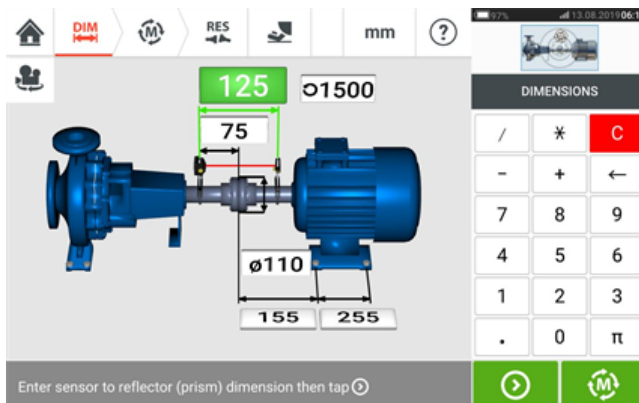 DIM
M
RES
mm
?
97%
13.08.2019 06:1
125
1500
75
DIMENSIONS
/ * C
- + ←
7 8 9
4 5 6
1 2 3
. 0 π
ø110
155
255
Enter sensor to reflector (prism) dimension then tap
M